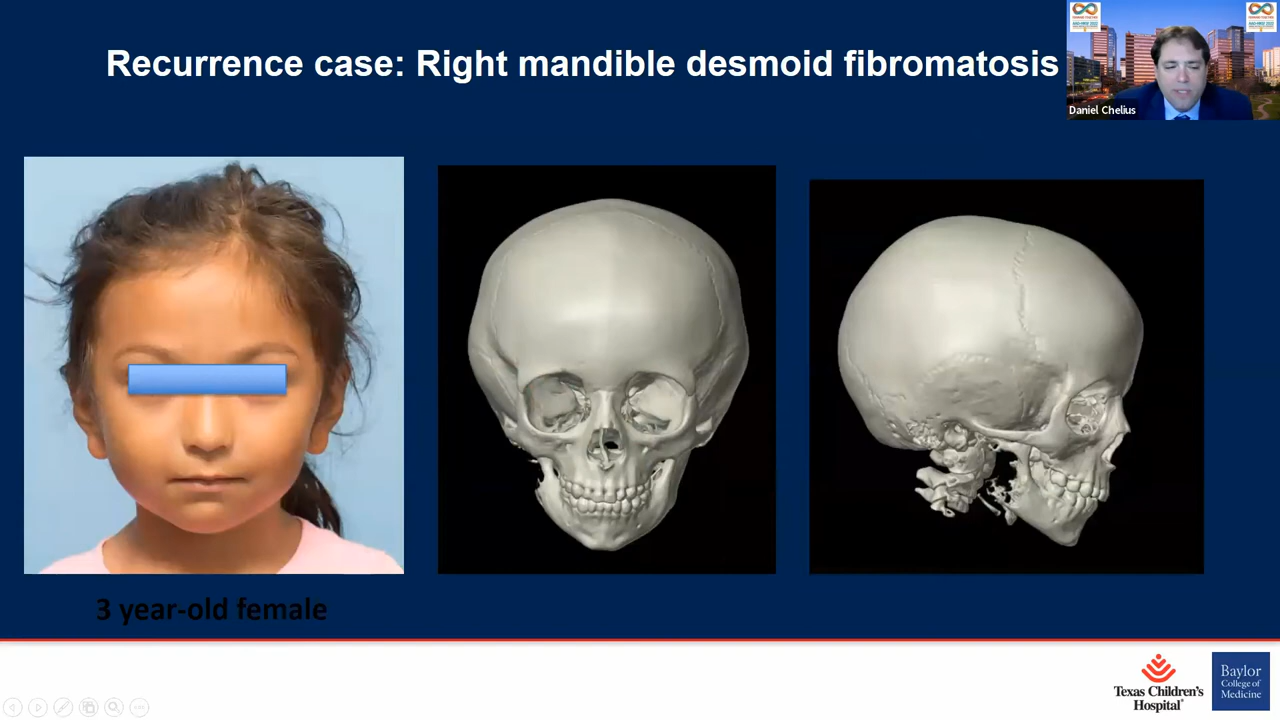 Recurrence case: Right mandible desmoid fibromatosis
Daniel Chelius
3 year-old female
Texas Children's
Hospital
Baylor
College of
Medicine